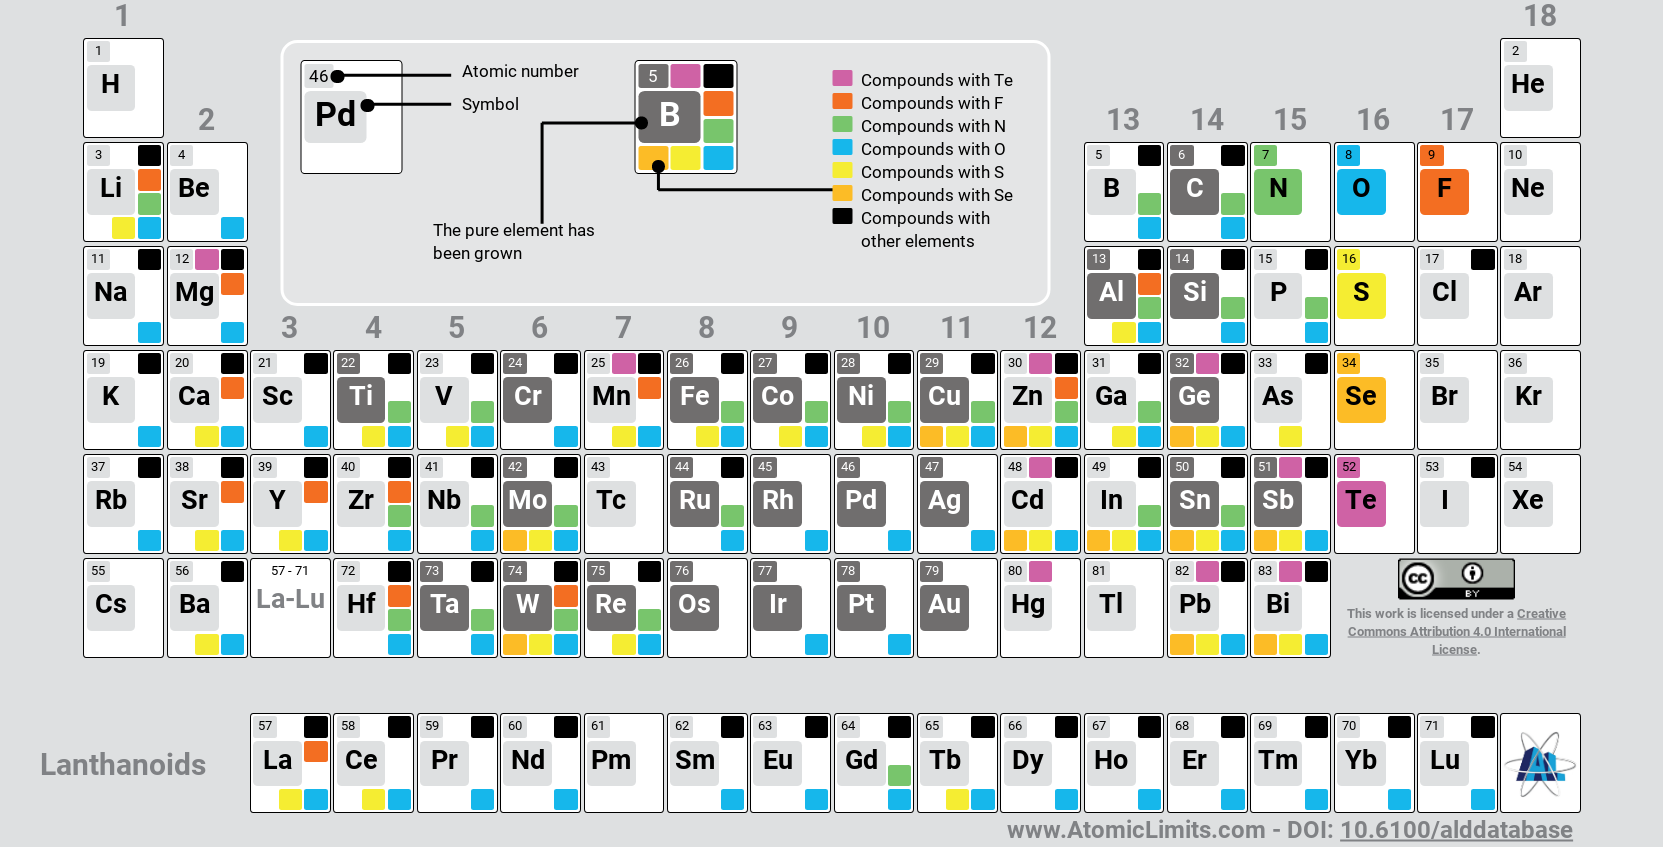 1
18
1
H
2
He
46
Pd
Atomic number
Symbol
5
B
The pure element has
been grown
Compounds with Te
Compounds with F
Compounds with N
Compounds with O
Compounds with S
Compounds with Se
Compounds with
other elements
2
13
14
15
16
17
3
Li
4
Be
5
B
6
C
7
N
8
O
9
F
10
Ne
11
Na
12
Mg
13
Al
14
Si
15
P
16
S
17
Cl
18
Ar
3
4
5
6
7
8
9
10
11
12
19
K
20
Ca
21
Sc
22
Ti
23
V
24
Cr
25
Mn
26
Fe
27
Co
28
Ni
29
Cu
30
Zn
31
Ga
32
Ge
33
As
34
Se
35
Br
36
Kr
37
Rb
38
Sr
39
Y
40
Zr
41
Nb
42
Mo
43
Tc
44
Ru
45
Rh
46
Pd
47
Ag
48
Cd
49
In
50
Sn
51
Sb
52
Te
53
I
54
Xe
55
Cs
56
Ba
57 - 71
La-Lu
72
Hf
73
Ta
74
W
75
Re
76
Os
77
Ir
78
Pt
79
Au
80
Hg
81
Tl
82
Pb
83
Bi
cc
BY
This work is licensed under a Creative
Commons Attribution 4.0 International
License.
Lanthanoids
57
La
58
Ce
59
Pr
60
Nd
61
Pm
62
Sm
63
Eu
64
Gd
65
Tb
66
Dy
67
Ho
68
Er
69
Tm
70
Yb
71
Lu
AL
www.AtomicLimits.com - DOI: 10.6100/alddatabase